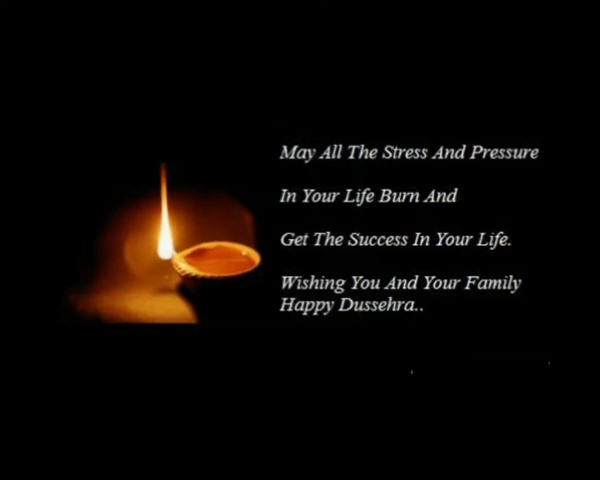 May All The Stress And Pressure
In Your Life Burn And
Get The Success In Your Life.
Wishing You And Your Family
Happy Dussehra..